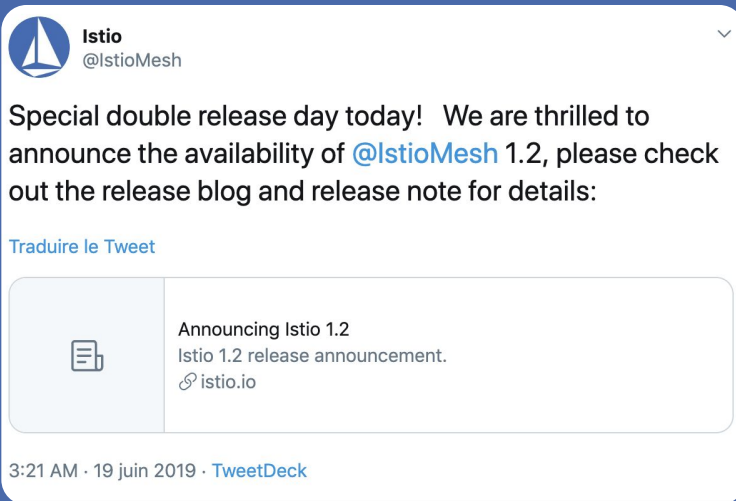 Istio
@IstioMesh
Special double release day today!   We are thrilled to
announce the availability of @IstioMesh 1.2, please check
out the release blog and release note for details:
Traduire le Tweet
Announcing Istio 1.2
Istio 1.2 release announcement.
istio.io
3:21 AM · 19 juin 2019 · TweetDeck